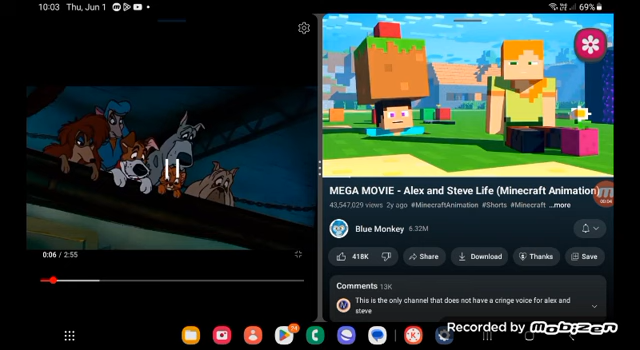 10:03 Thu, Jun 1
69%
0:06 / 2:55
MEGA MOVIE - Alex and Steve Life (Minecraft Animation)
43,547,029 views 2y ago #MinecraftAnimation #Shorts #Minecraft ...more
00:04
Blue Monkey 6.32M
418K
Share
Download
Thanks
Save
Comments 13K
This is the only channel that does not have a cringe voice for alex and
steve
74
Recorded by mobizen